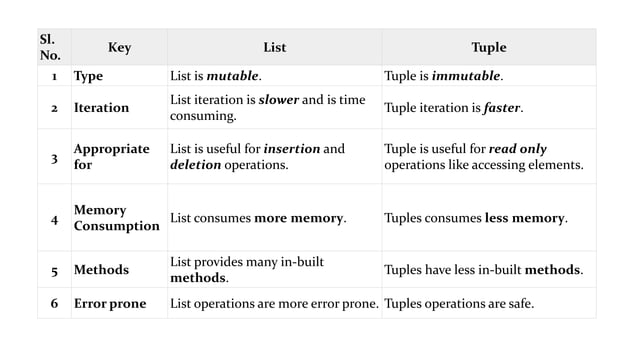 Sl.
No.
Key
List
Tuple
1
Type
List is mutable.
Tuple is immutable.
2
Iteration
List iteration is slower and is time
consuming.
Tuple iteration is faster.
3
Appropriate
for
List is useful for insertion and
deletion operations.
Tuple is useful for read only
operations like accessing elements.
4
Memory
Consumption
List consumes more memory.
Tuples consumes less memory.
5
Methods
List provides many in-built
methods.
Tuples have less in-built methods.
6
Error prone
List operations are more error prone.
Tuples operations are safe.